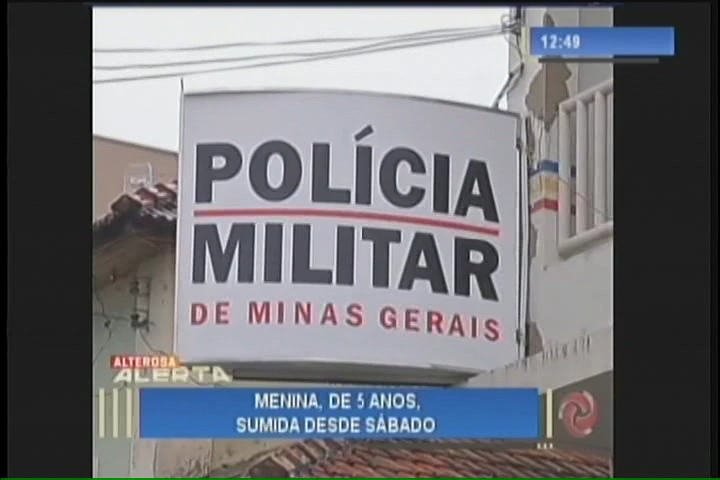 12:49
POLÍCIA
MILITAR
DE MINAS GERAIS
ALTEROSA
ALERTA
MENINA, DE 5 ANOS,
SUMIDA DESDE SÁBADO